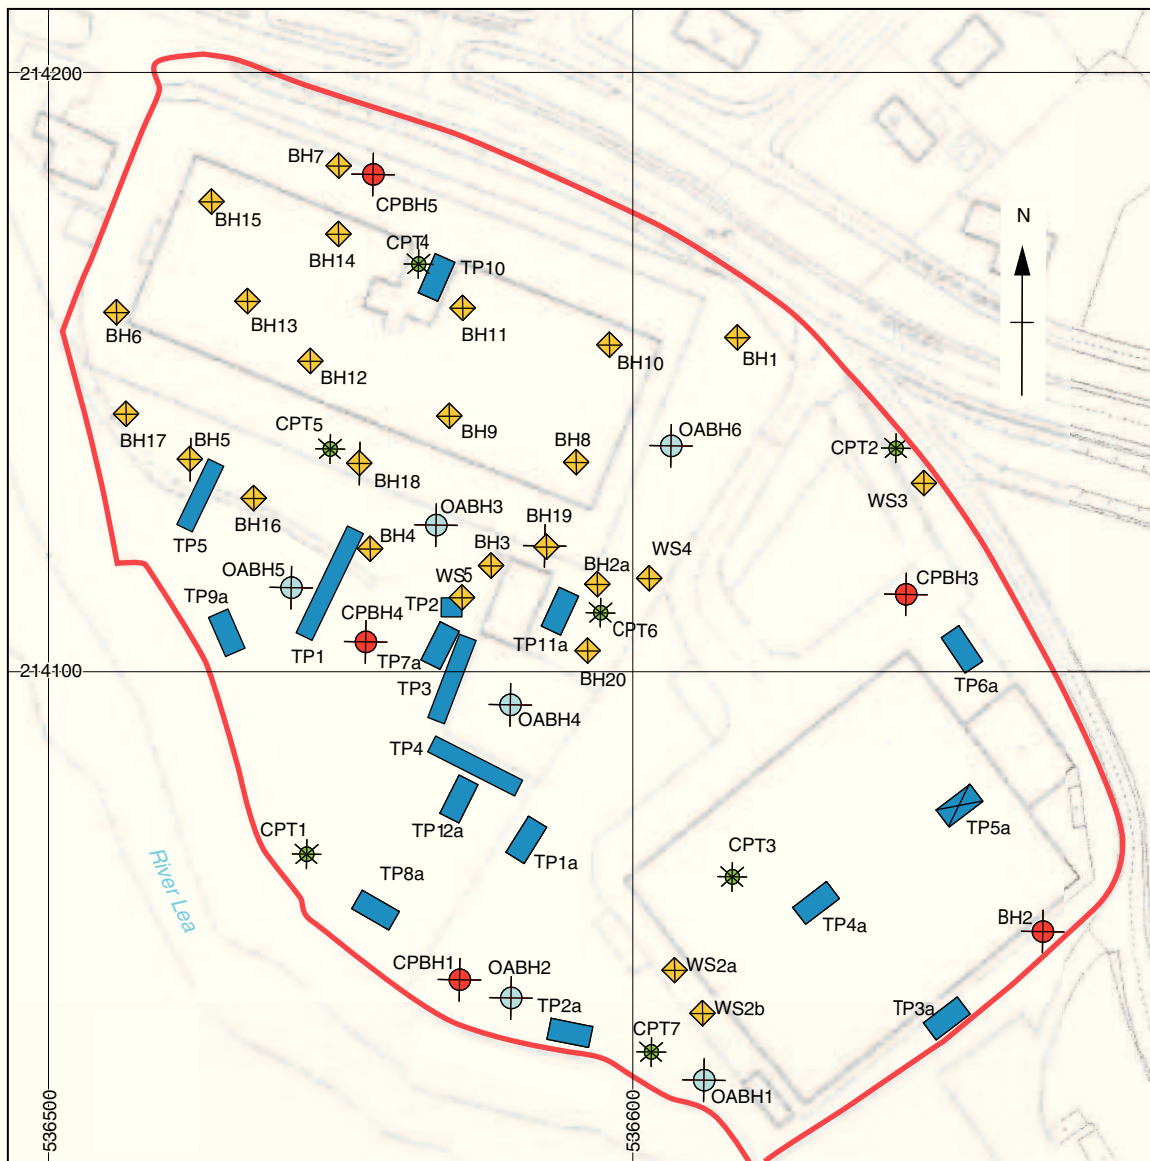 214200
BH7
CPBH5
BH15
N
CPT4
BH14
TP10
BH13
BH11
BH6
BH10
BH1
BH12
CPT5
BH9
OABH6
BH17
BH5
BH8
CPT2
BH18
WS3
BH16
OABH3
BH19
TP5
BH4
BH3
WS4
OABH5
BH2a
CPBH3
WS5
TP9a
TP2
CPBH4
CPT6
TP11a
TP1
TP7a
BH20
214100
TP3
TP6a
OABH4
TP4
TP5a
TP12a
CPT1
TP1a
CPT3
TP8a
River Lea
TP4a
BH2
CPBH1
OABH2
WS2a
TP2a
WS2b
TP3a
CPT7
OABH1
536500
536600